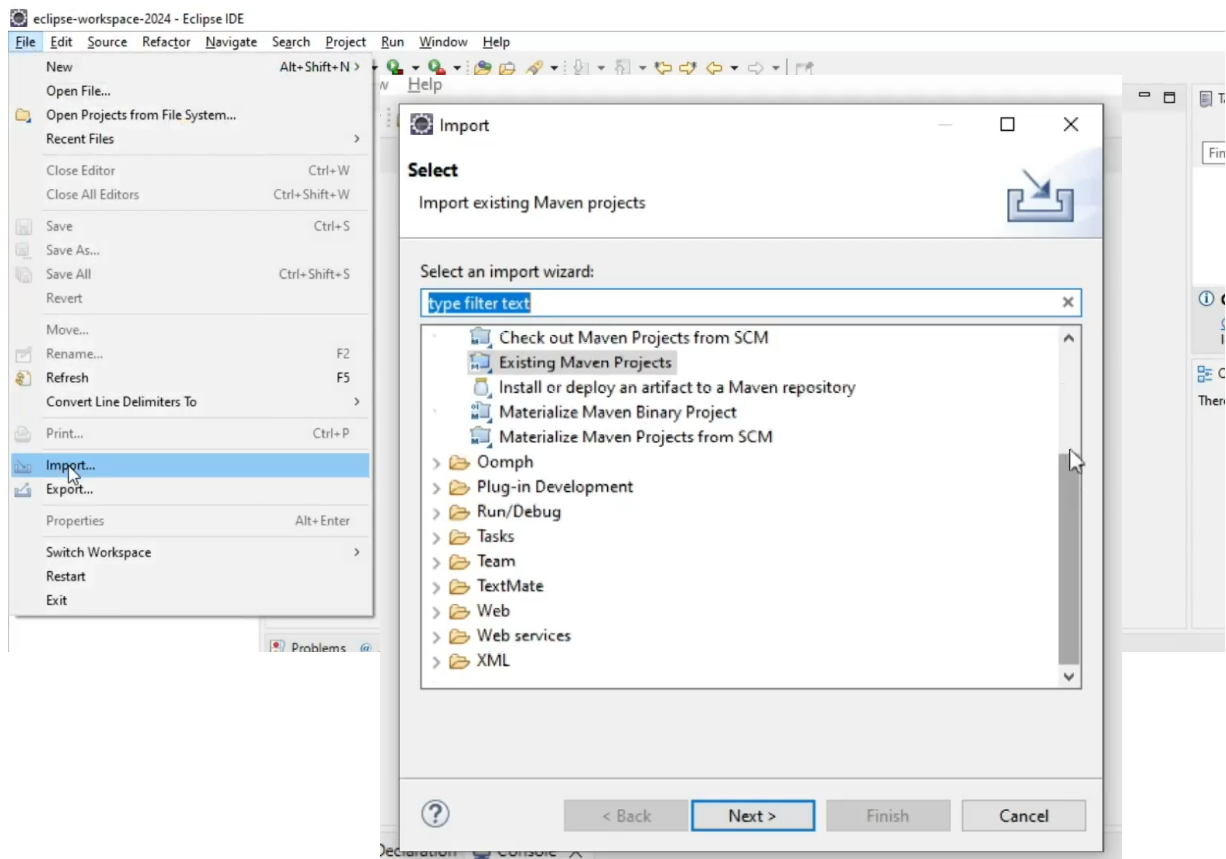 eclipse-workspace-2024 - Eclipse IDE
File Edit Source Refactor Navigate Search Project Run Window Help
New Alt+Shift+N >
Open File...
Open Projects from File System...
Recent Files >
Close Editor Ctrl+W
Close All Editors Ctrl+Shift+W
Save Ctrl+S
Save As...
Save All Ctrl+Shift+S
Revert
Move...
Rename... F2
Refresh F5
Convert Line Delimiters To >
Print... Ctrl+P
Import...
Export...
Properties Alt+Enter
Switch Workspace >
Restart
Exit
Problems @
w Help
Import
Select
Import existing Maven projects
Select an import wizard:
type filter text
Check out Maven Projects from SCM
Existing Maven Projects
Install or deploy an artifact to a Maven repository
Materialize Maven Binary Project
Materialize Maven Projects from SCM
> Oomph
> Plug-in Development
> Run/Debug
> Tasks
> Team
> TextMate
> Web
> Web services
> XML
? < Back Next > Finish Cancel
Declaration Console
Fin
Ther